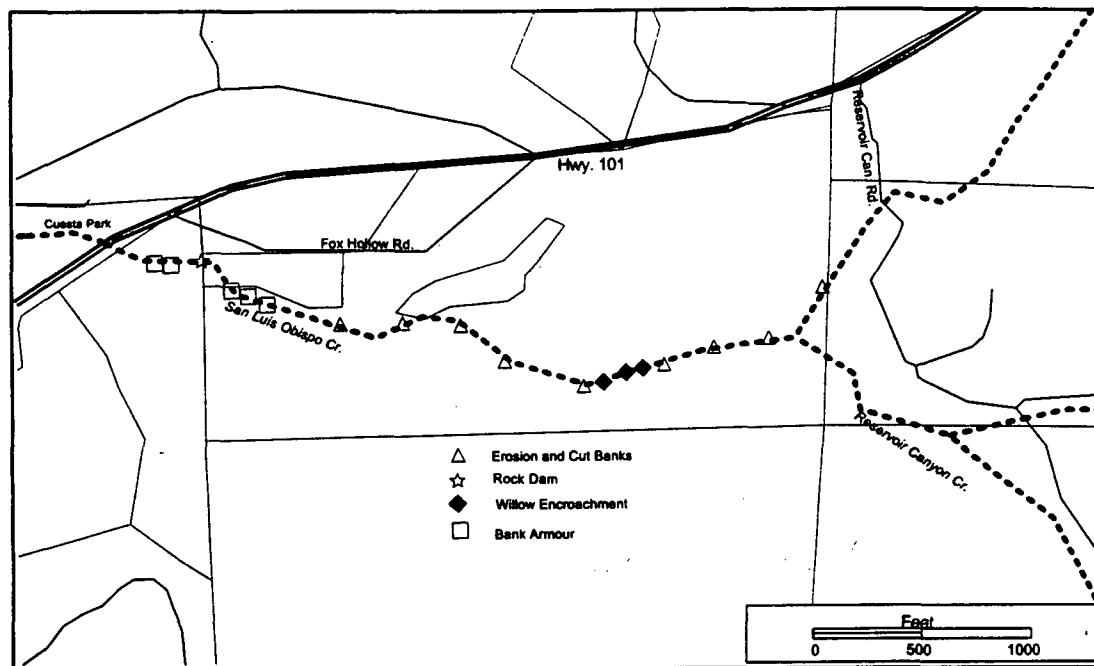 Reservoir Can. Rd.
Hwy. 101
Cuesta Park
Fox Hollow Rd.
San Luis Obispo Cr.
Reservoir Canyon Cr.
Erosion and Cut Banks
Rock Dam
Willow Encroachment
Bank Armour
Feet
0 500 1000